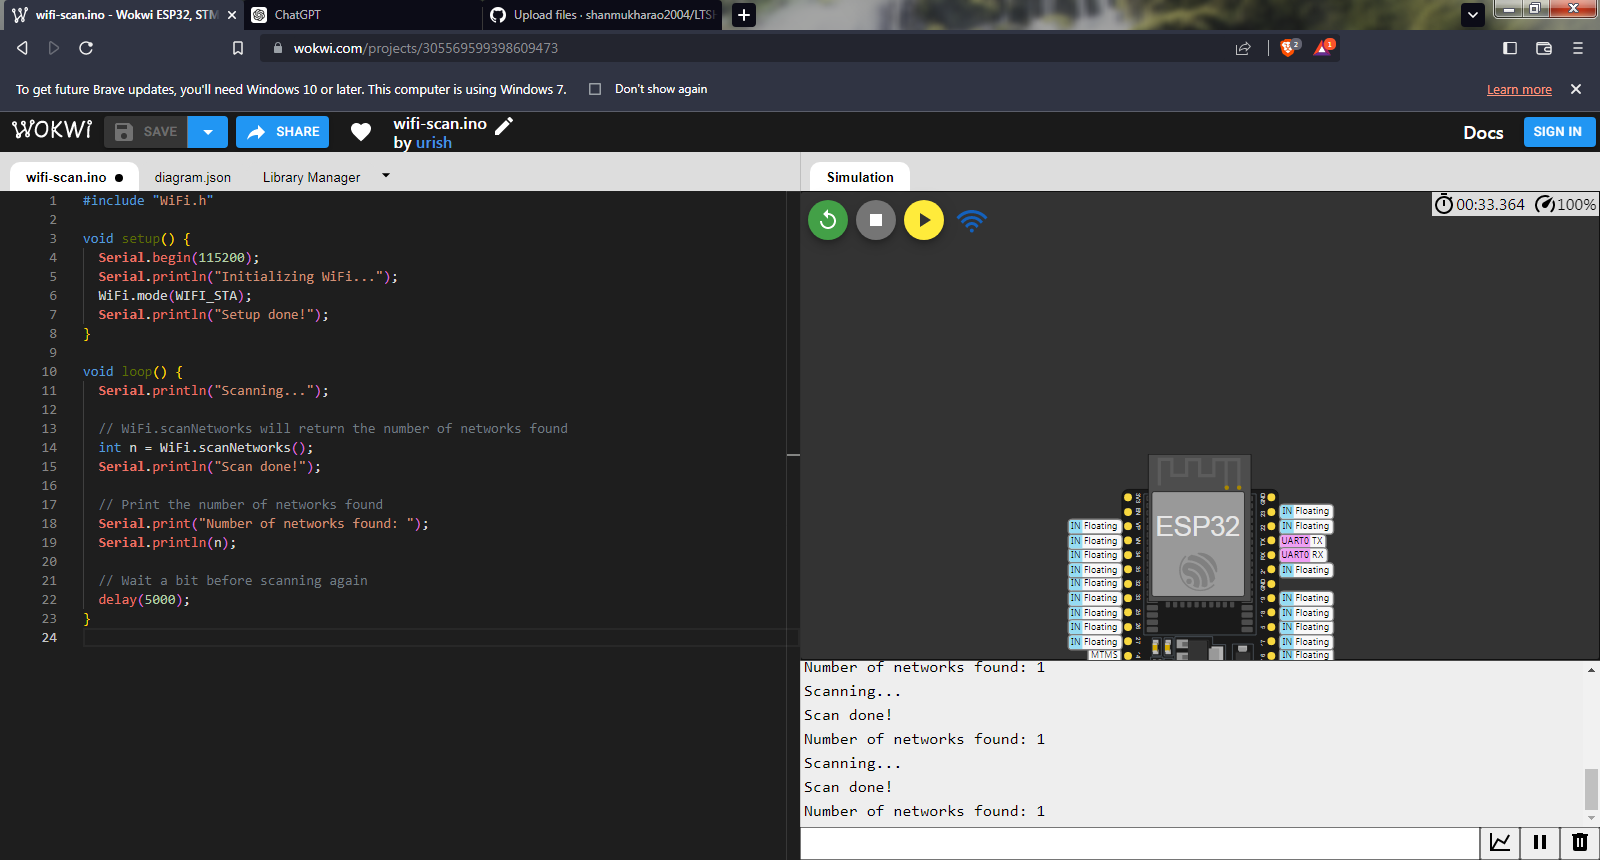 wifi-scan.ino - Wokwi ESP32, STM
ChatGPT
Upload files · shanmukharao2004/LTS
wokwi.com/projects/305569599398609473
2
1
To get future Brave updates, you'll need Windows 10 or later. This computer is using Windows 7.
Don't show again
Learn more
WOKWi
SAVE
SHARE
wifi-scan.ino
by urish
Docs
SIGN IN
wifi-scan.ino
diagram.json
Library Manager
Simulation
1 #include "WiFi.h"
2
3 void setup() {
4 Serial.begin(115200);
5 Serial.println("Initializing WiFi...");
6 WiFi.mode(WIFI_STA);
7 Serial.println("Setup done!");
8 }
9
10 void loop() {
11 Serial.println("Scanning...");
12
13 // WiFi.scanNetworks will return the number of networks found
14 int n = WiFi.scanNetworks();
15 Serial.println("Scan done!");
16
17 // Print the number of networks found
18 Serial.print("Number of networks found: ");
19 Serial.println(n);
20
21 // Wait a bit before scanning again
22 delay(5000);
23 }
24
00:33.364
100%
ESP32
IN Floating
IN Floating
IN Floating
IN Floating
IN Floating
IN Floating
IN Floating
IN Floating
IN Floating
MTMS
IN Floating
IN Floating
UART0 TX
UART0 RX
IN Floating
IN Floating
IN Floating
IN Floating
IN Floating
IN Floating
Number of networks found: 1
Scanning...
Scan done!
Number of networks found: 1
Scanning...
Scan done!
Number of networks found: 1